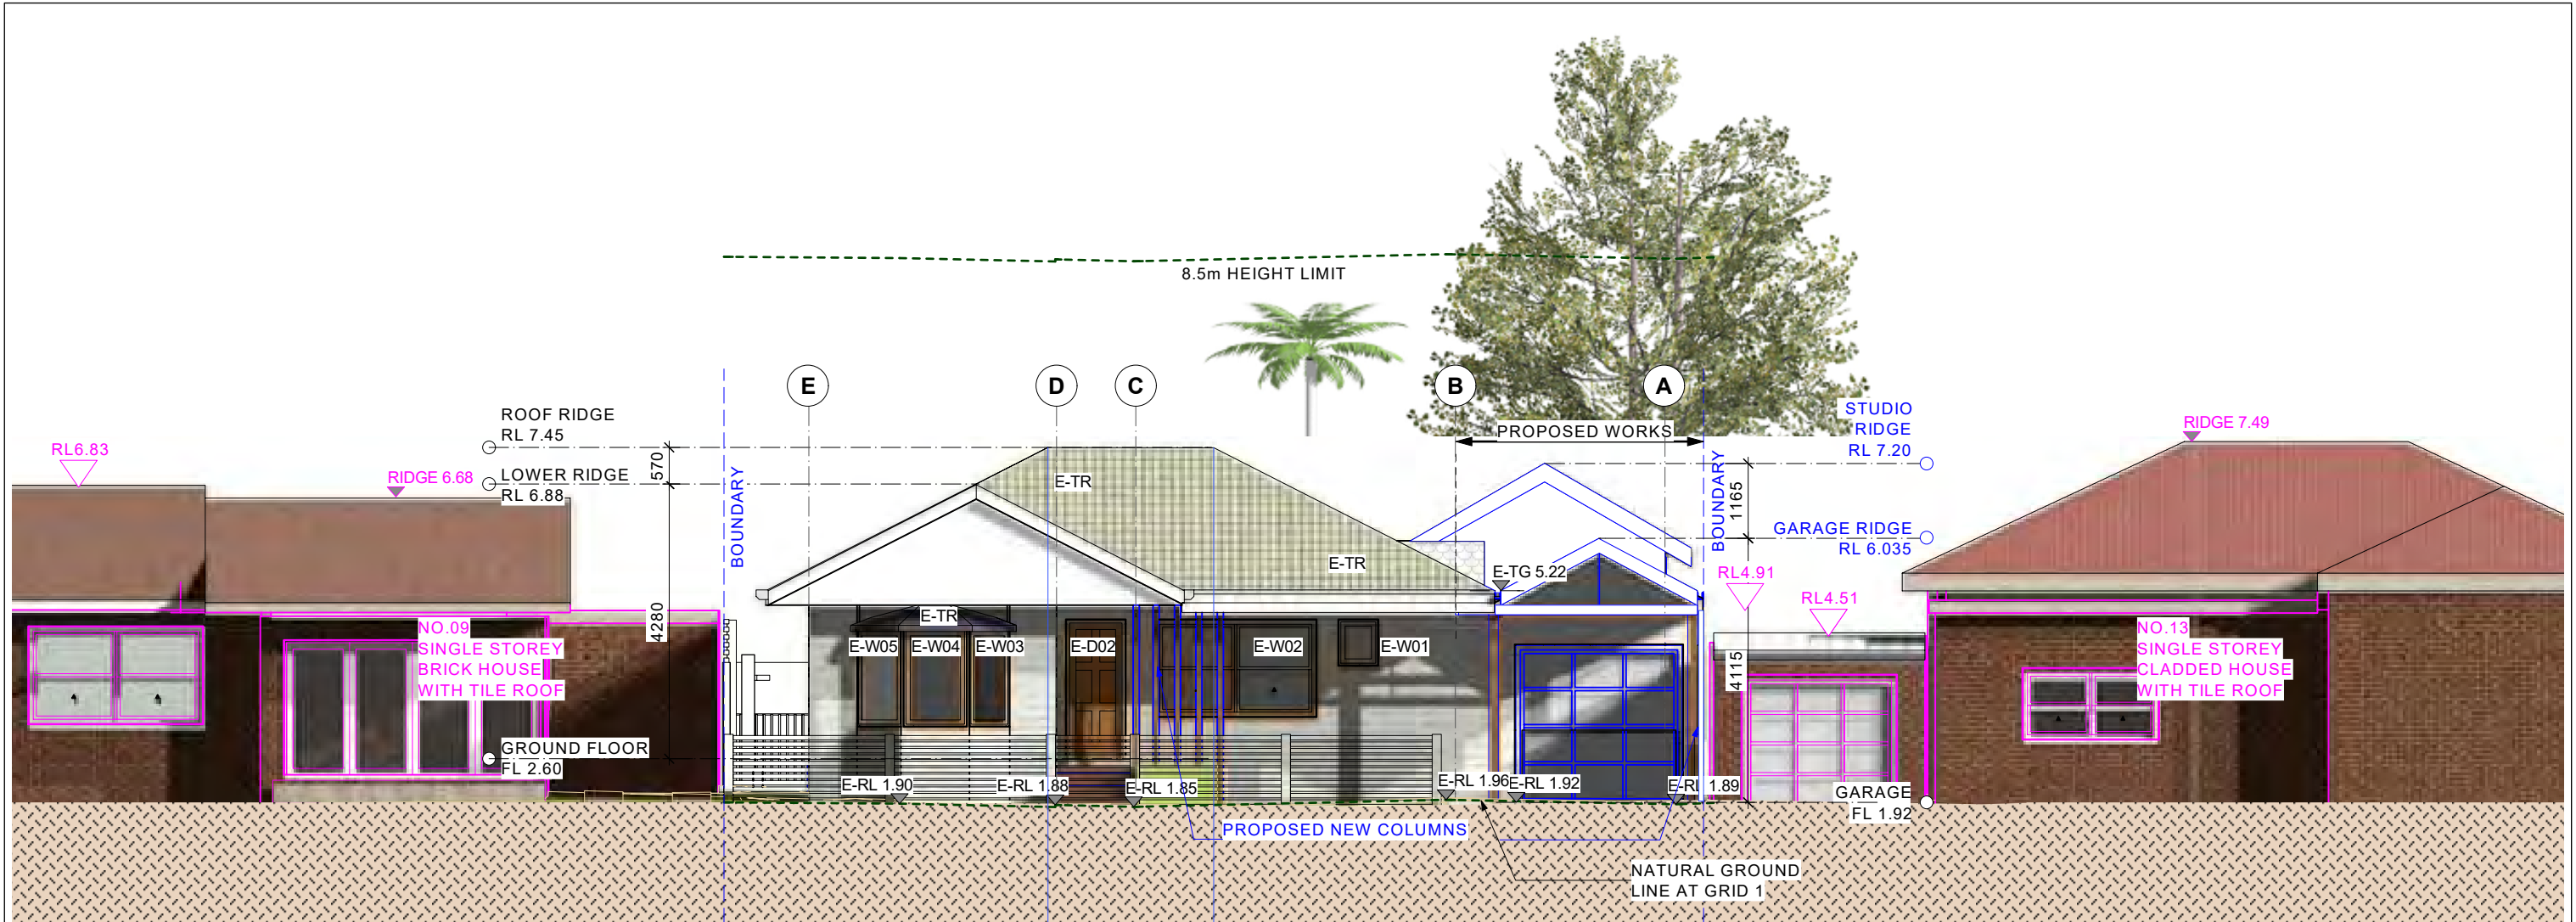 8.5m HEIGHT LIMIT
E
D
C
B
A
ROOF RIDGE
RL 7.45
LOWER RIDGE
RL 6.88
RL6.83
RIDGE 6.68
570
4280
BOUNDARY
PROPOSED WORKS
STUDIO
RIDGE
RL 7.20
BOUNDARY
1165
GARAGE RIDGE
RL 6.035
RIDGE 7.49
E-TR
E-TR
E-TR
E-TG 5.22
RL4.91
RL4.51
NO.09
SINGLE STOREY
BRICK HOUSE
WITH TILE ROOF
E-W05
E-W04
E-W03
E-D02
E-W02
E-W01
4115
NO.13
SINGLE STOREY
CLADDED HOUSE
WITH TILE ROOF
GROUND FLOOR
FL 2.60
E-RL 1.90
E-RL 1.88
E-RL 1.85
E-RL 1.96
E-RL 1.92
E-RL 1.89
GARAGE
FL 1.92
PROPOSED NEW COLUMNS
NATURAL GROUND
LINE AT GRID 1